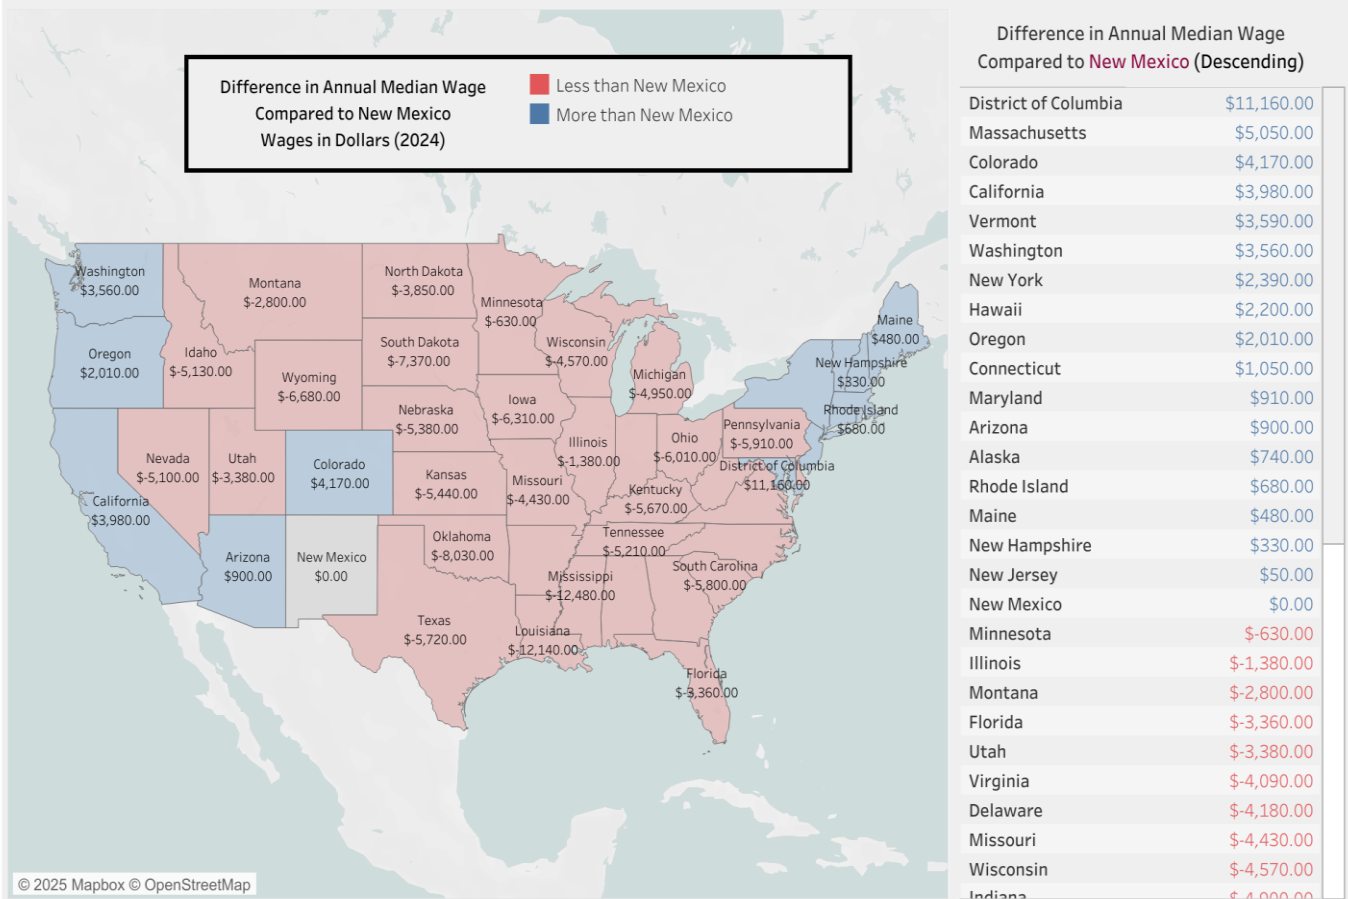 Difference in Annual Median Wage
Compared to New Mexico
Wages in Dollars (2024)
Less than New Mexico
More than New Mexico
Washington
$3,560.00
Montana
$-2,800.00
North Dakota
$-3,850.00
Minnesota
$-630.00
Maine
$480.00
Oregon
$2,010.00
Idaho
$-5,130.00
South Dakota
$-7,370.00
Wisconsin
$-4,570.00
Wyoming
$-6,680.00
Michigan
$-4,950.00
New Hampshire
$330.00
Nebraska
$-5,380.00
Iowa
$-6,310.00
Rhode Island
$680.00
Pennsylvania
$-5,910.00
Illinois
$-1,380.00
Ohio
$-6,010.00
Nevada
$-5,100.00
Utah
$-3,380.00
Colorado
$4,170.00
Kansas
$-5,440.00
Missouri
$-4,430.00
District of Columbia
$11,160.00
Kentucky
$-5,670.00
California
$3,980.00
Arizona
$900.00
New Mexico
$0.00
Oklahoma
$-8,030.00
Tennessee
$-5,210.00
South Carolina
$-5,800.00
Mississippi
$-12,480.00
Texas
$-5,720.00
Louisiana
$-12,140.00
Florida
$-3,360.00
© 2025 Mapbox © OpenStreetMap
Difference in Annual Median Wage
Compared to New Mexico (Descending)
District of Columbia $11,160.00
Massachusetts $5,050.00
Colorado $4,170.00
California $3,980.00
Vermont $3,590.00
Washington $3,560.00
New York $2,390.00
Hawaii $2,200.00
Oregon $2,010.00
Connecticut $1,050.00
Maryland $910.00
Arizona $900.00
Alaska $740.00
Rhode Island $680.00
Maine $480.00
New Hampshire $330.00
New Jersey $50.00
New Mexico $0.00
Minnesota $-630.00
Illinois $-1,380.00
Montana $-2,800.00
Florida $-3,360.00
Utah $-3,380.00
Virginia $-4,090.00
Delaware $-4,180.00
Missouri $-4,430.00
Wisconsin $-4,570.00
Indiana